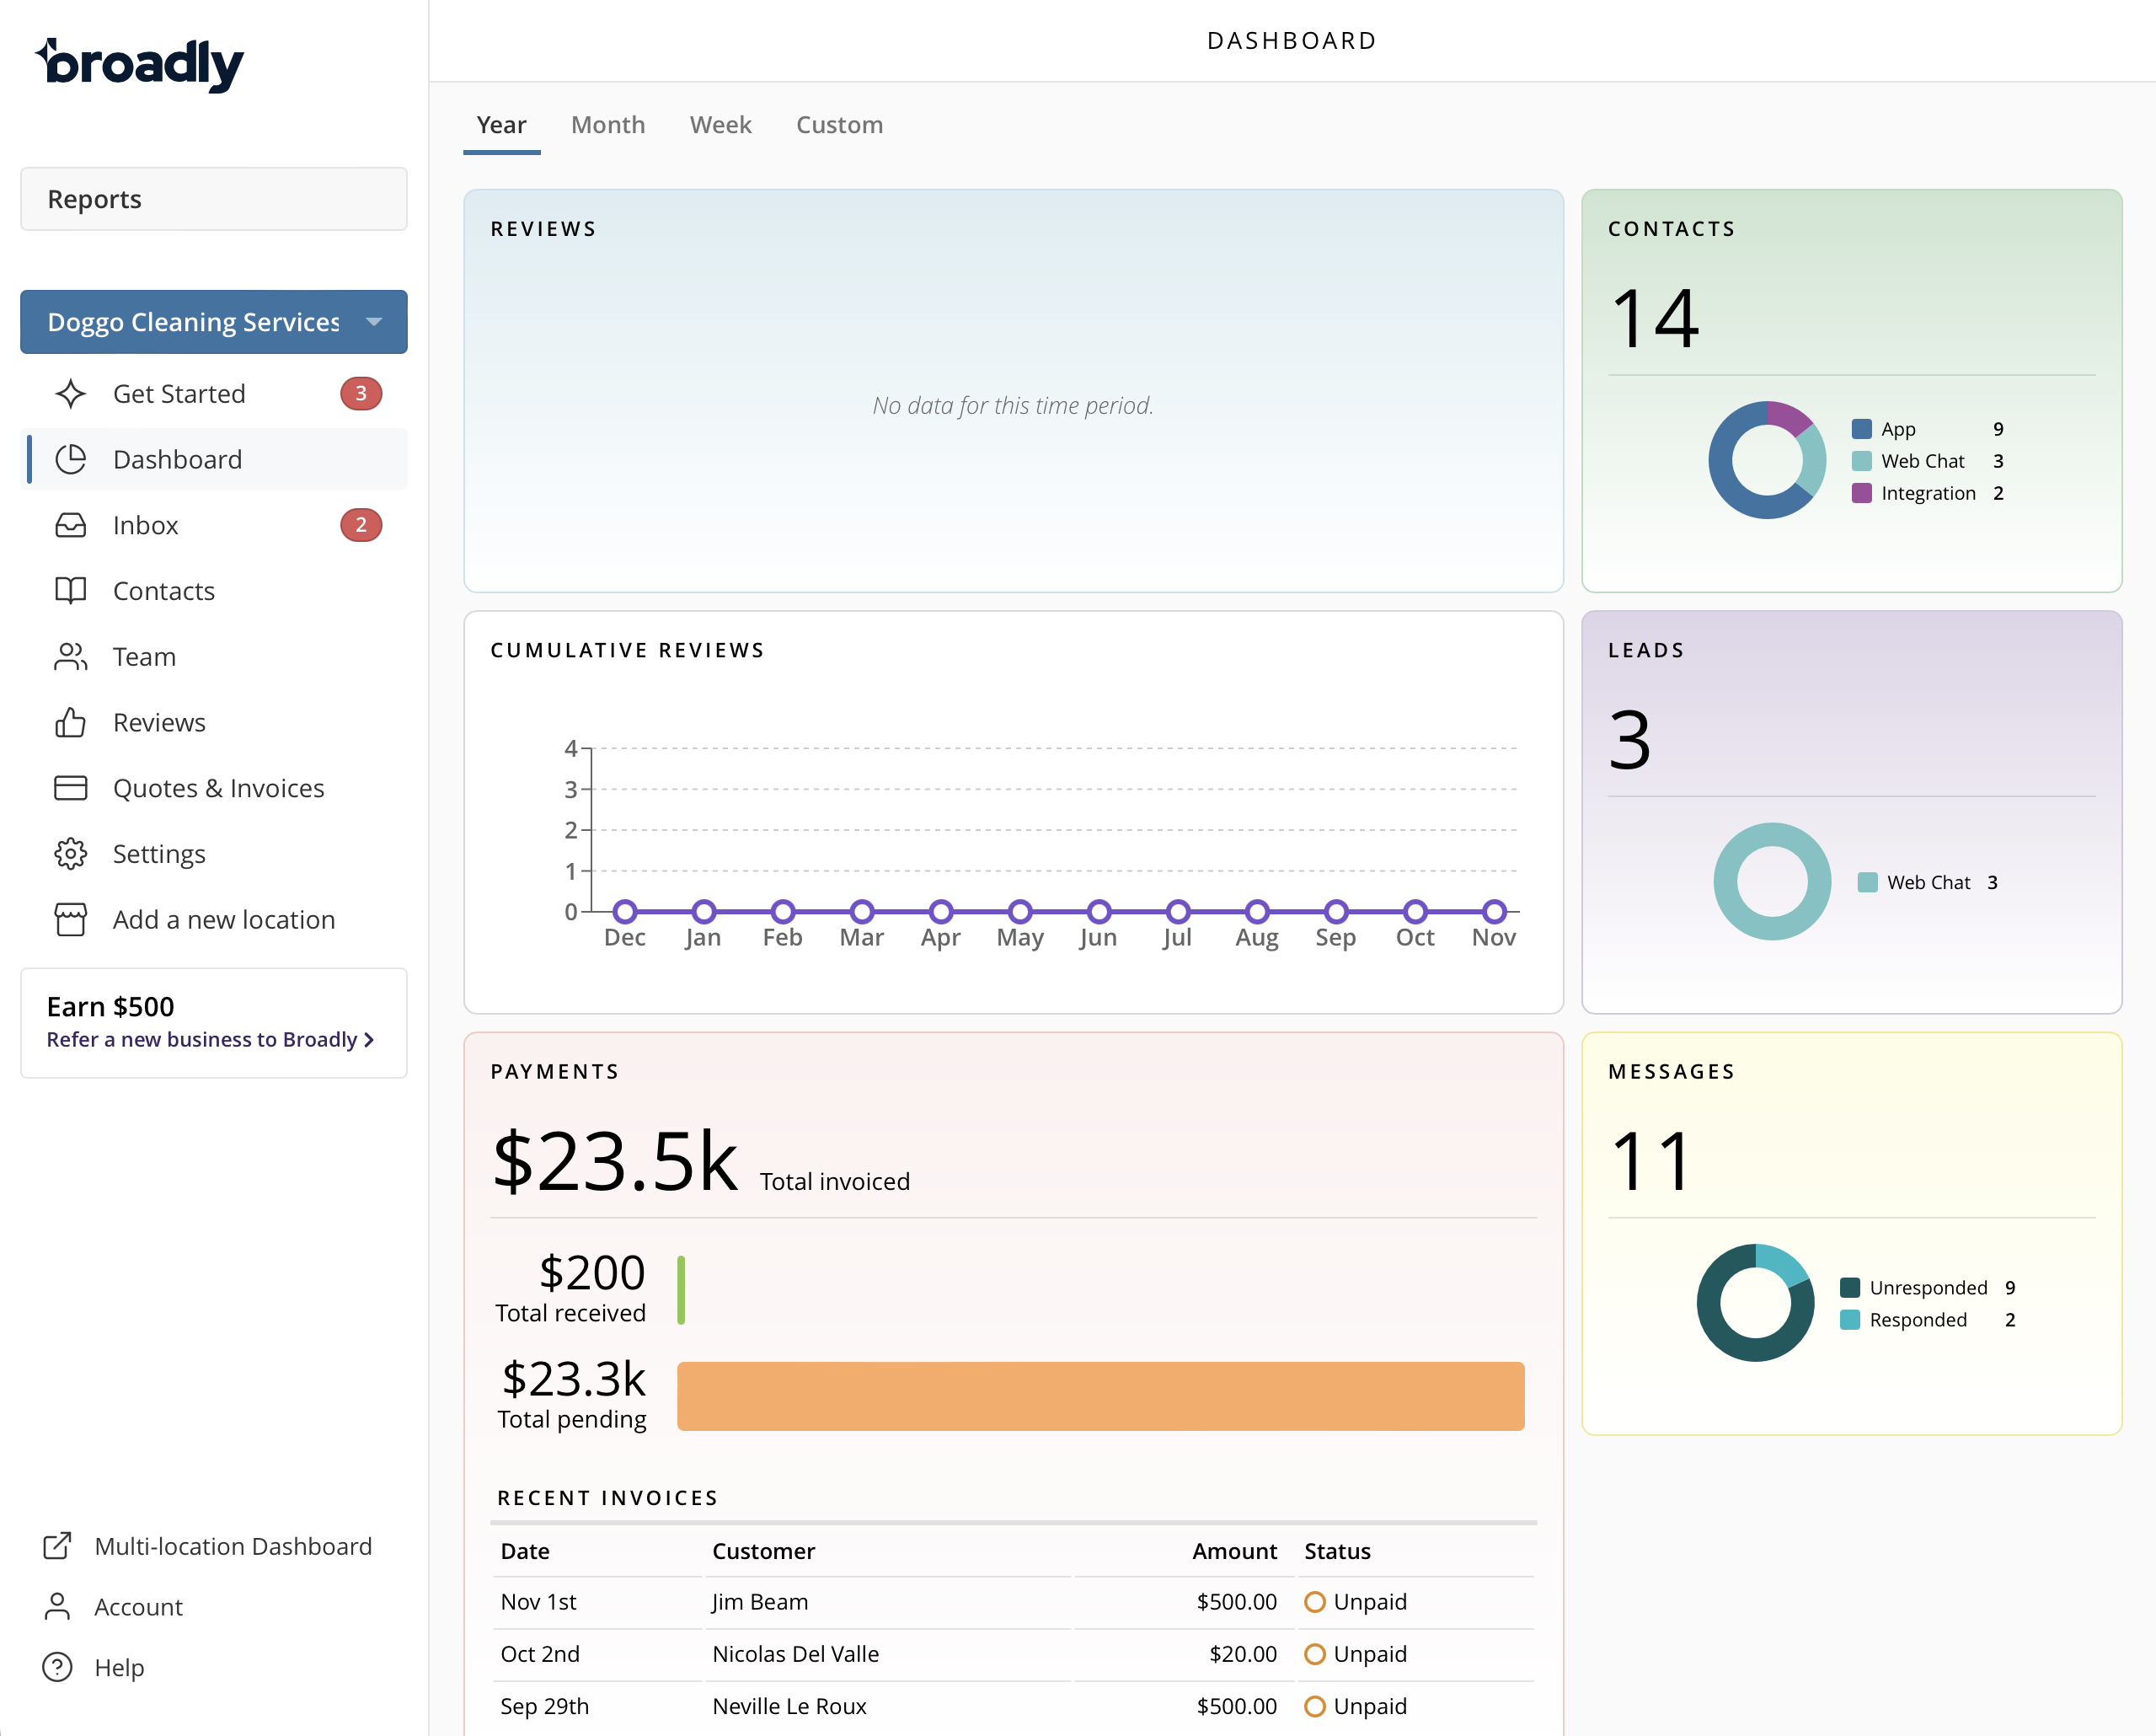 broadly
Reports
Doggo Cleaning Services
Get Started 3
Dashboard
Inbox 2
Contacts
Team
Reviews
Quotes & Invoices
Settings
Add a new location
Earn $500
Refer a new business to Broadly
Multi-location Dashboard
Account
Help
DASHBOARD
Year Month Week Custom
REVIEWS
No data for this time period.
CONTACTS
14
App 9
Web Chat 3
Integration 2
CUMULATIVE REVIEWS
4
3
2
1
0
Dec Jan Feb Mar Apr May Jun Jul Aug Sep Oct Nov
LEADS
3
Web Chat 3
PAYMENTS
$23.5k Total invoiced
$200
Total received
$23.3k
Total pending
RECENT INVOICES
Date Customer Amount Status
Nov 1st Jim Beam $500.00 Unpaid
Oct 2nd Nicolas Del Valle $20.00 Unpaid
Sep 29th Neville Le Roux $500.00 Unpaid
MESSAGES
11
Unresponded 9
Responded 2